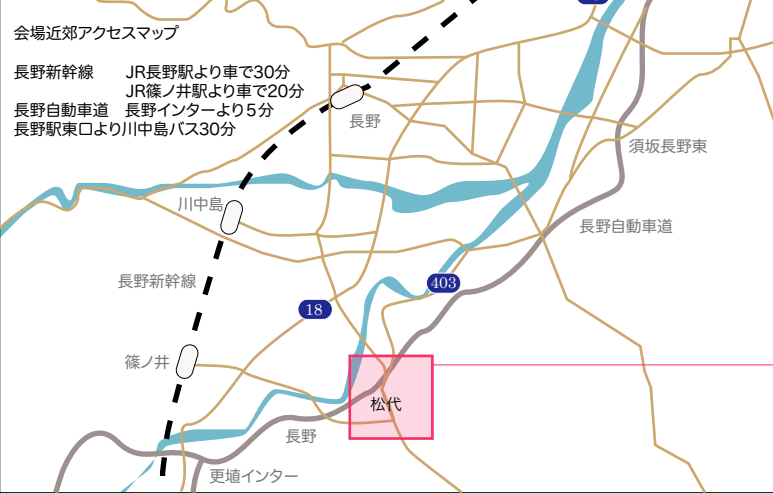 会場近郊アクセスマップ
長野新幹線　　JR長野駅より車で30分
JR篠ノ井駅より車で20分
長野自動車道　長野インターより5分
長野駅東口より川中島バス30分
長野
須坂長野東
川中島
長野自動車道
長野新幹線
403
18
篠ノ井
松代
長野
更埴インター